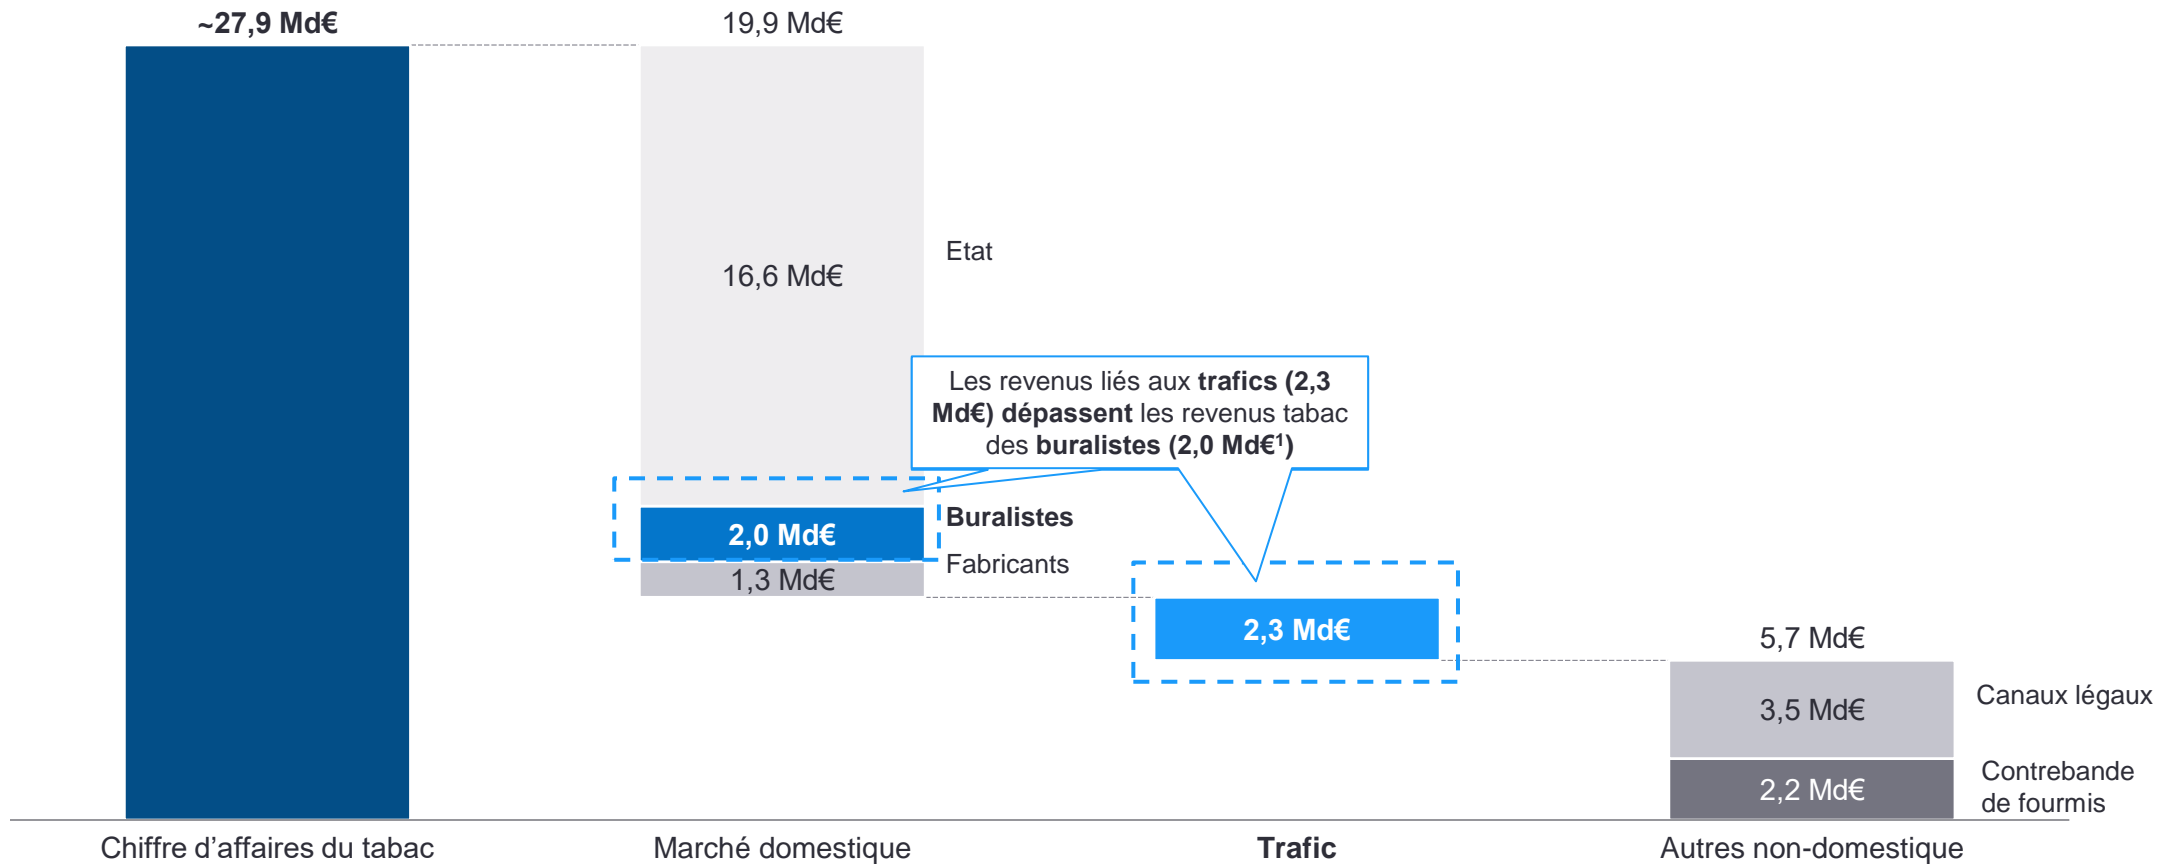 ~27,9 Md€
19,9 Md€
Etat
16,6 Md€
Les revenus liés aux trafics (2,3
Md€) dépassent les revenus tabac
des buralistes (2,0 Md€¹)
Buralistes
2,0 Md€
Fabricants
1,3 Md€
2,3 Md€
5,7 Md€
Canaux légaux
3,5 Md€
Contrebande
de fourmis
2,2 Md€
Chiffre d’affaires du tabac
Marché domestique
Trafic
Autres non-domestique